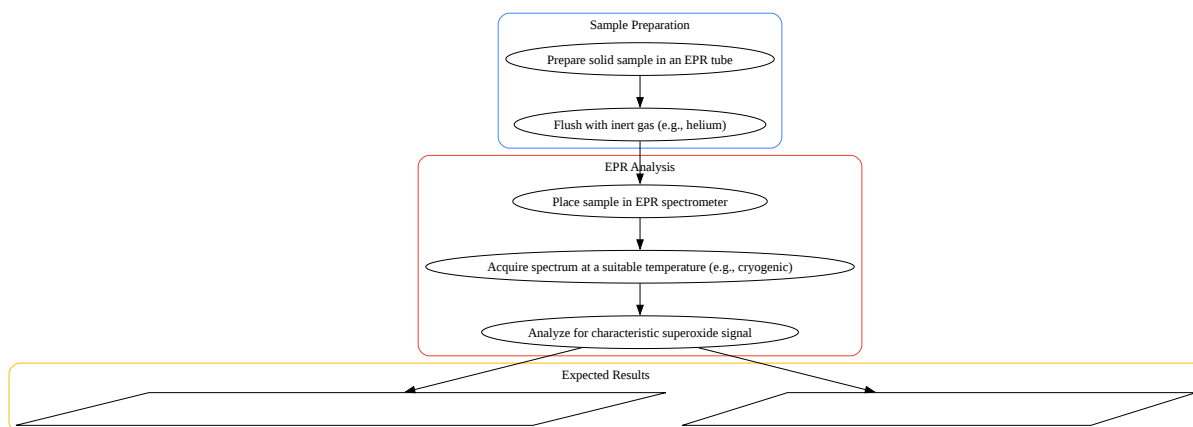 Sample Preparation
Prepare solid sample in an EPR tube
Flush with inert gas (e.g., helium)
EPR Analysis
Place sample in EPR spectrometer
Acquire spectrum at a suitable temperature (e.g., cryogenic)
Analyze for characteristic superoxide signal
Expected Results